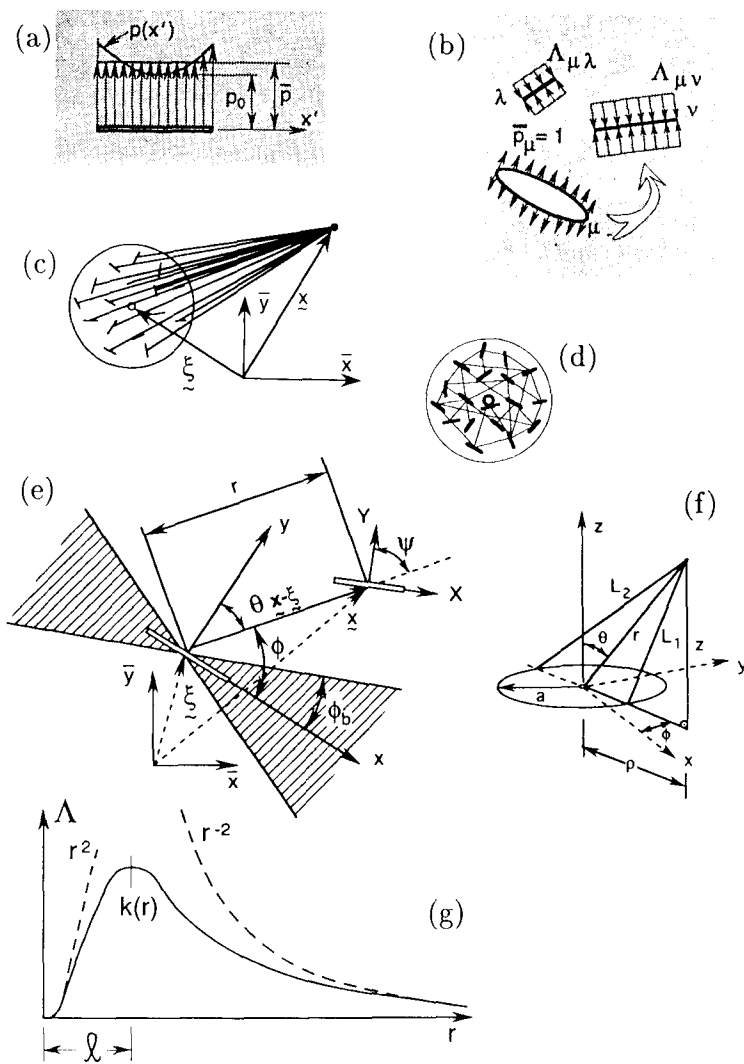 (a)
p(x′)
p₀
p̅
x′
(b)
Λμλ
λ
Λμν
ν
p̅μ = 1
μ
(c)
ξ
y̅
x
x̅
(d)
(e)
r
y
Y
ψ
θ
x-ξ
X
x
φ
ξ
y̅
φb
x̅
x
(f)
z
L₂
θ
r
L₁
z
y
a
φ
x
ρ
(g)
Λ
r²
r⁻²
k(r)
r
ℓ